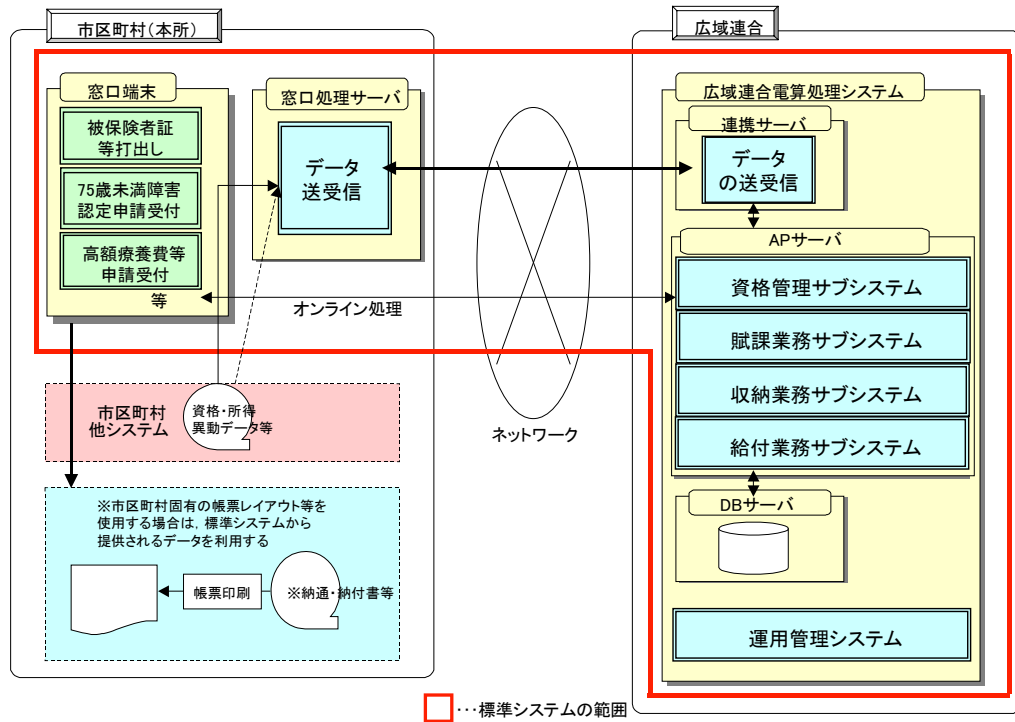 市区町村（本所）
窓口端末
被保険者証
等打出し
75歳未満障害
認定申請受付
高額療養費等
申請受付
等
窓口処理サーバ
データ
送受信
オンライン処理
市区町村
他システム
資格・所得
異動データ等
※市区町村固有の帳票レイアウト等を
使用する場合は，標準システムから
提供されるデータを利用する
帳票印刷
※納通・納付書等
ネットワーク
広域連合
広域連合電算処理システム
連携サーバ
データ
の送受信
APサーバ
資格管理サブシステム
賦課業務サブシステム
収納業務サブシステム
給付業務サブシステム
DBサーバ
運用管理システム
…標準システムの範囲